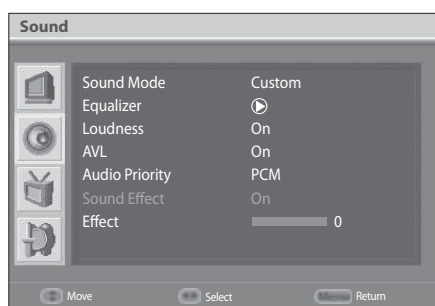 Sound
Sound Mode Custom
Equalizer
Loudness On
AVL On
Audio Priority PCM
Sound Effect On
Effect 0
Move Select Menu Return